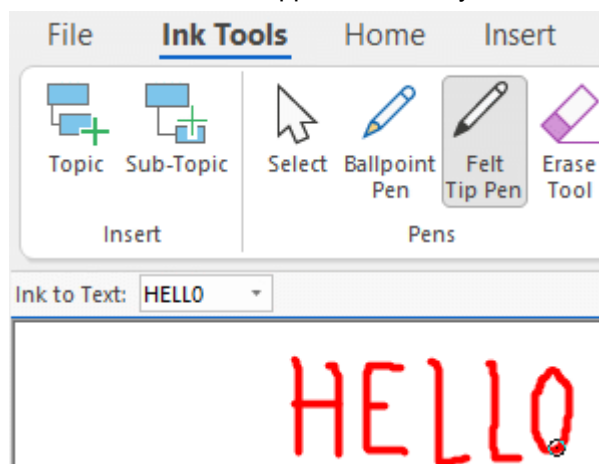 File Ink Tools Home Insert
Topic Sub-Topic Select Ballpoint Pen Felt Tip Pen Erase Tool
Insert Pens
Ink to Text: HELL0
HELLO